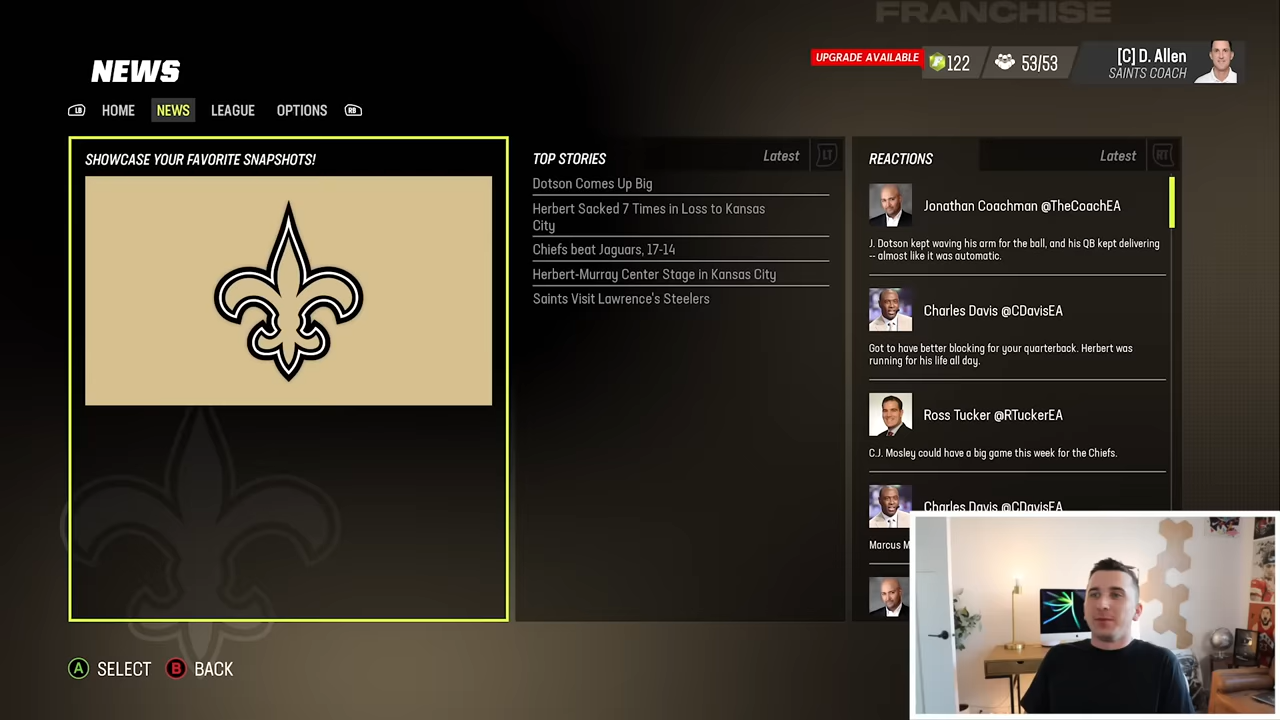 FRANCHISE
NEWS
UPGRADE AVAILABLE
122
53/53
[C] D. Allen
SAINTS COACH
LB
HOME
NEWS
LEAGUE
OPTIONS
RB
SHOWCASE YOUR FAVORITE SNAPSHOTS!
TOP STORIES
Latest
LT
Dotson Comes Up Big
Herbert Sacked 7 Times in Loss to Kansas
City
Chiefs beat Jaguars, 17-14
Herbert-Murray Center Stage in Kansas City
Saints Visit Lawrence's Steelers
REACTIONS
Latest
RT
Jonathan Coachman @TheCoachEA
J. Dotson kept waving his arm for the ball, and his QB kept delivering
-- almost like it was automatic.
Charles Davis @CDavisEA
Got to have better blocking for your quarterback. Herbert was
running for his life all day.
Ross Tucker @RTuckerEA
C.J. Mosley could have a big game this week for the Chiefs.
Charles Davis @CDavisEA
Marcus M
A SELECT
B BACK